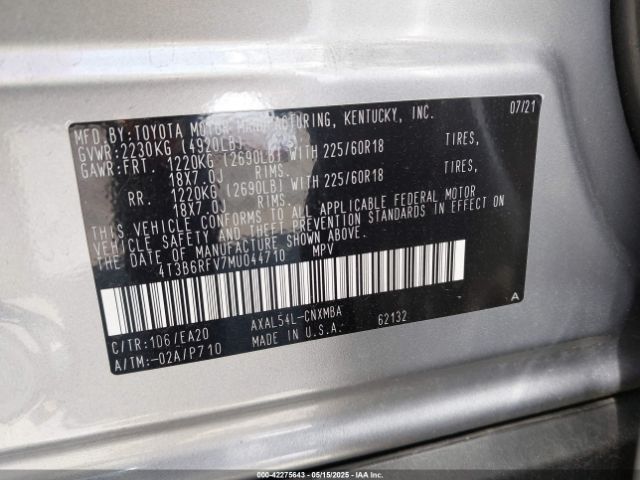 MFD. BY: TOYOTA MOTOR MANUFACTURING, KENTUCKY, INC. 07/21
GVWR: 2230KG (4920LB)
GAWR: FRT. 1220KG (2690LB) WITH 225/60R18 TIRES,
18X7.0J RIMS.
RR. 1220KG (2690LB) WITH 225/60R18 TIRES,
18X7.0J RIMS.
THIS VEHICLE CONFORMS TO ALL APPLICABLE FEDERAL MOTOR
VEHICLE SAFETY AND THEFT PREVENTION STANDARDS IN EFFECT ON
THE DATE OF MANUFACTURE SHOWN ABOVE.
4T3B6RFV7MU044710 MPV
C/TR: 1D6/EA20 AXAL54L-CNXMBA A
A/TM: -02A/P710 MADE IN U.S.A. 62132
000-42275643 05/15/2025 IAAI.COM